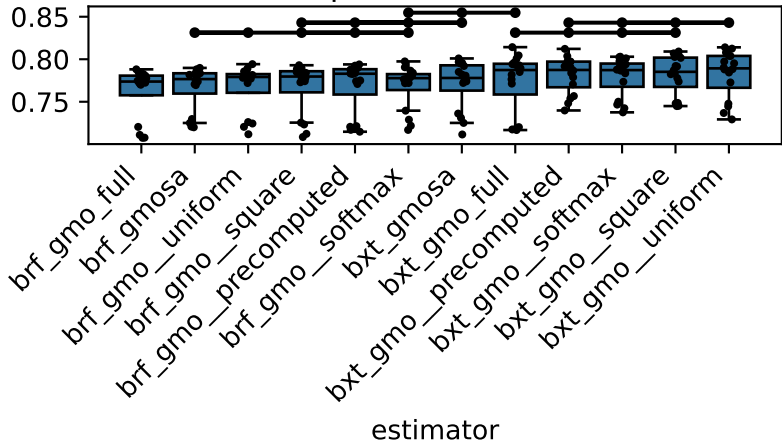 0.85
0.80
0.75
brf_gmo_full
brf_gmosa
brf_gmo__uniform
brf_gmo__square
brf_gmo__precomputed
brf_gmo__softmax
bxt_gmosa
bxt_gmo_full
bxt_gmo__precomputed
bxt_gmo__softmax
bxt_gmo__square
bxt_gmo__uniform
estimator